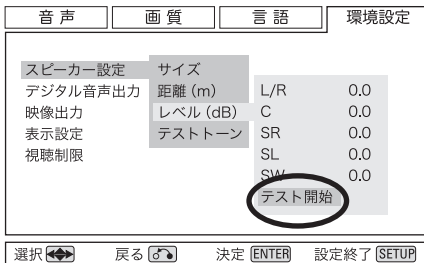 音声 画質 言語 環境設定
スピーカー設定 サイズ
デジタル音声出力 距離(m) L/R 0.0
映像出力 レベル(dB) C 0.0
表示設定 テストトーン SR 0.0
視聴制限 SL 0.0
SW 0.0
テスト開始
選択 戻る 決定 ENTER 設定終了 SETUP